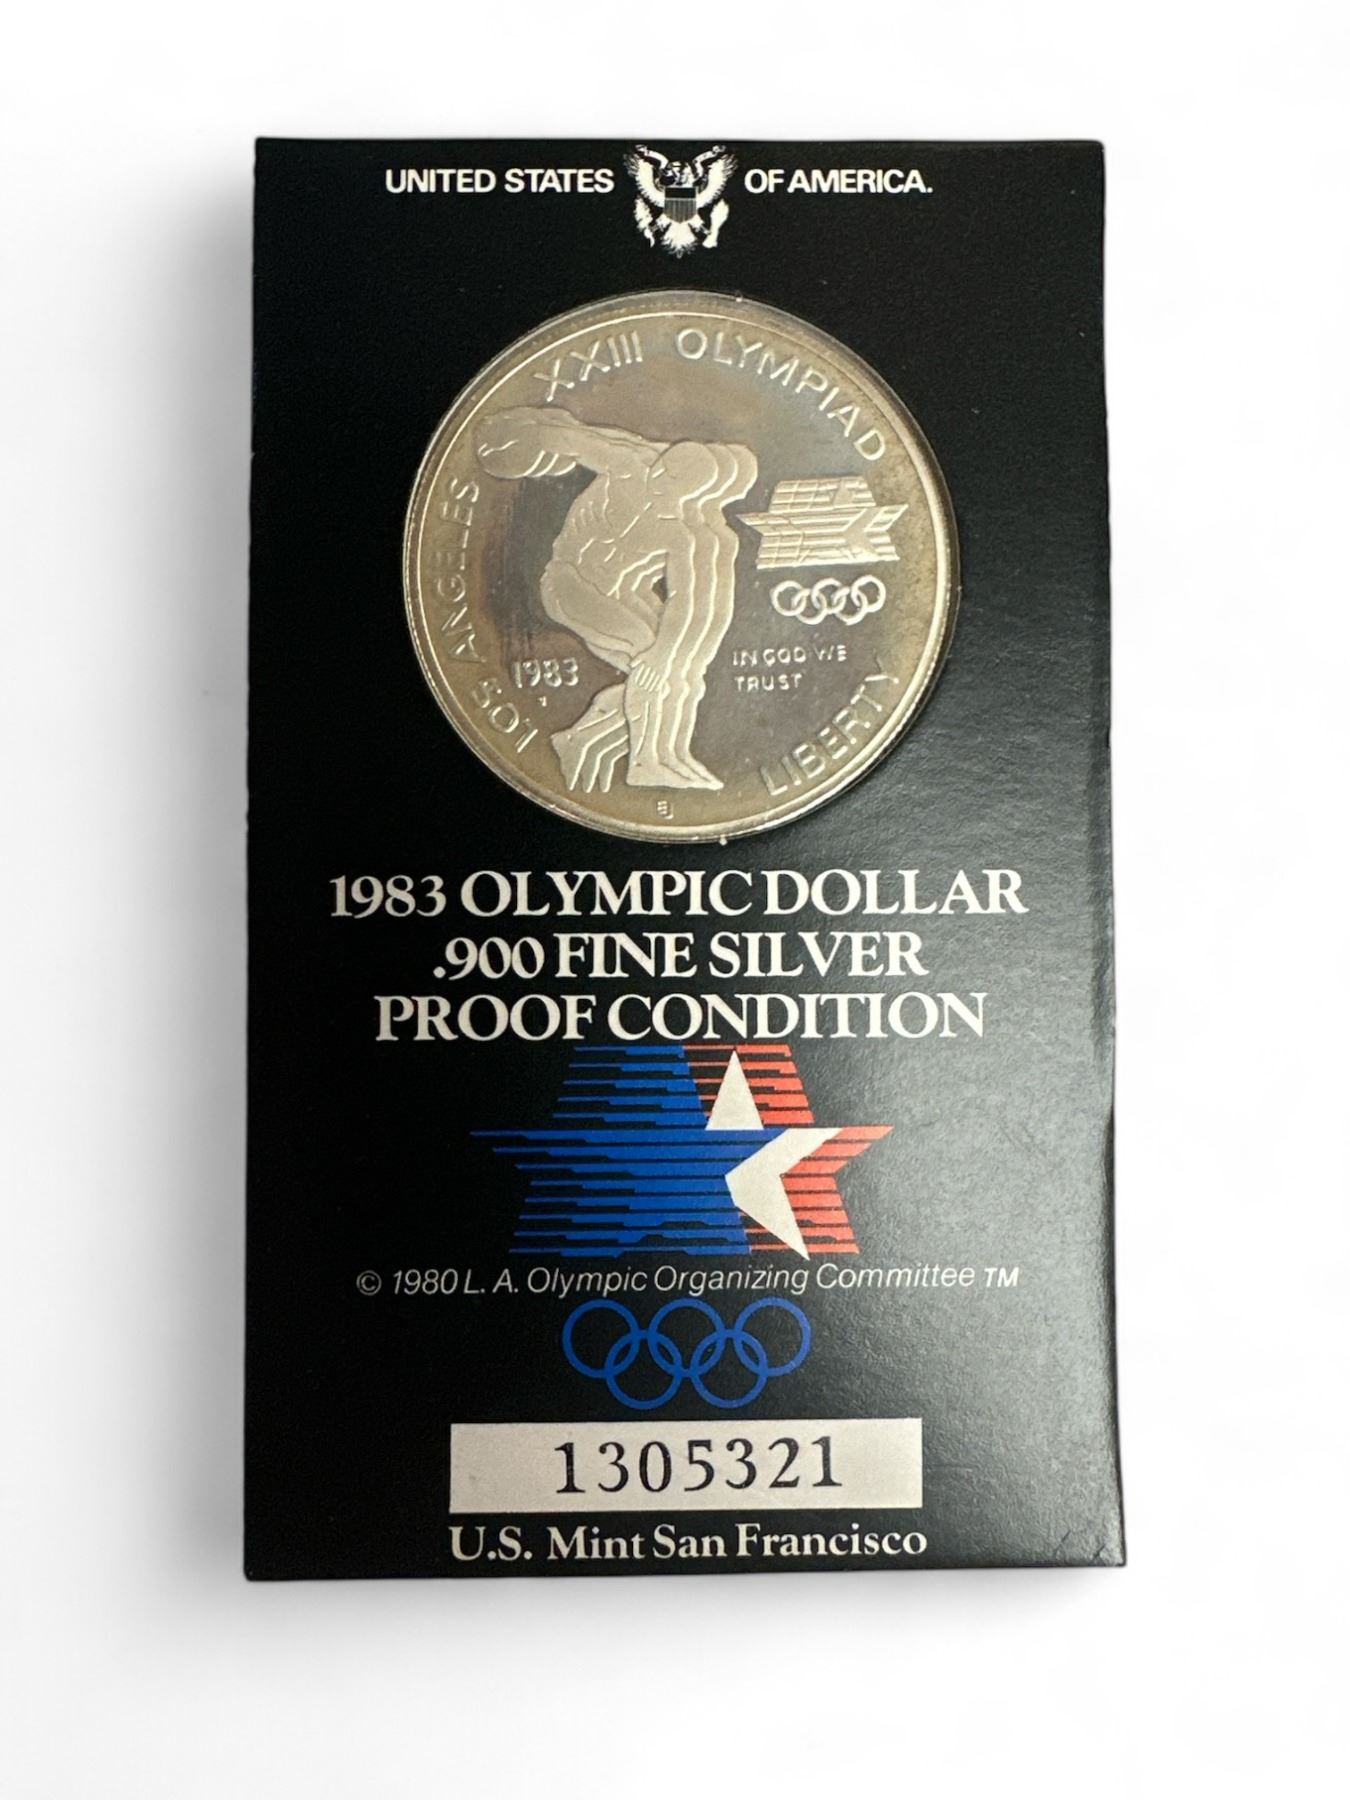 UNITED STATES OF AMERICA.
XXIII OLYMPIAD
LOS ANGELES
1983
IN GOD WE
TRUST
LIBERTY
1983 OLYMPIC DOLLAR
.900 FINE SILVER
PROOF CONDITION
© 1980 L. A. Olympic Organizing Committee TM
1305321
U.S. Mint San Francisco